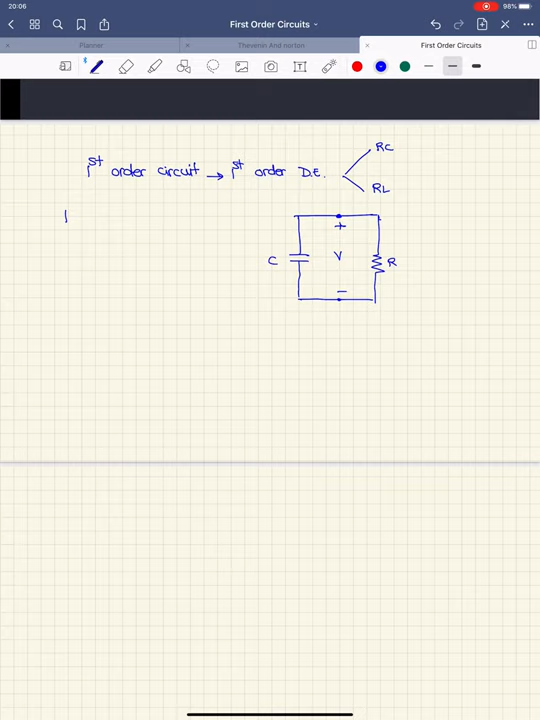 20:06
98%
First Order Circuits
Planner
Thevenin And norton
First Order Circuits
1st order circuit → 1st order D.E. RC
RL
+
C V R
−